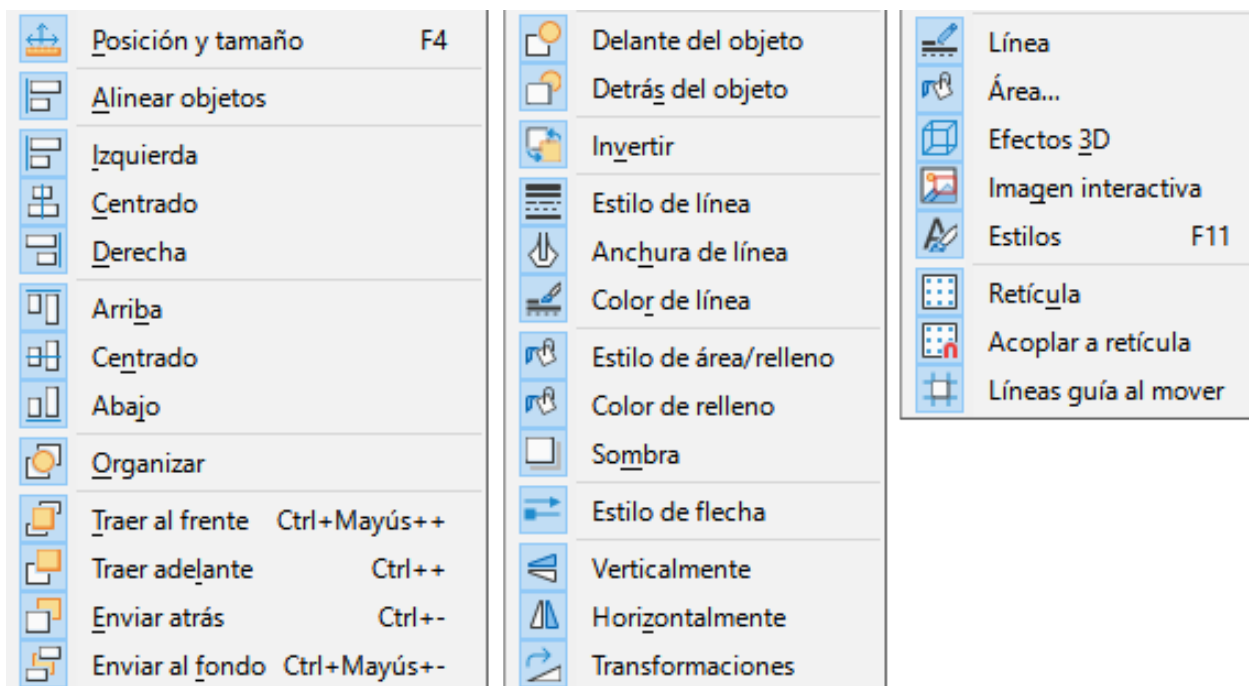 Posición y tamaño F4
Alinear objetos
Izquierda
Centrado
Derecha
Arriba
Centrado
Abajo
Organizar
Traer al frente Ctrl+Mayús++
Traer adelante Ctrl++
Enviar atrás Ctrl+-
Enviar al fondo Ctrl+Mayús+-
Delante del objeto
Detrás del objeto
Invertir
Estilo de línea
Anchura de línea
Color de línea
Estilo de área/relleno
Color de relleno
Sombra
Estilo de flecha
Verticalmente
Horizontalmente
Transformaciones
Línea
Área...
Efectos 3D
Imagen interactiva
Estilos F11
Retícula
Acoplar a retícula
Líneas guía al mover